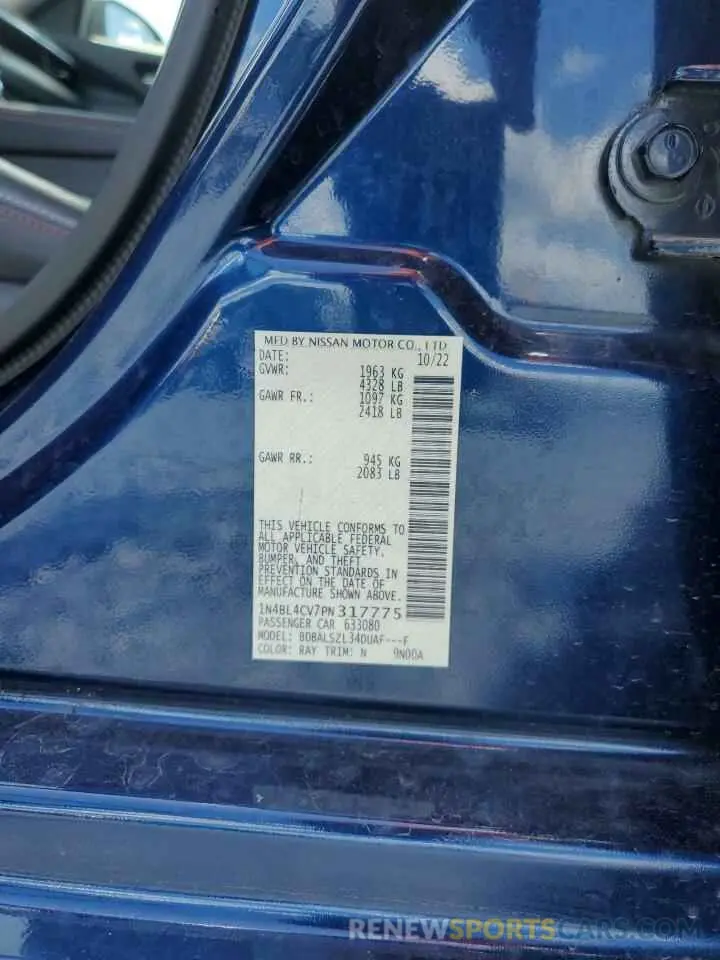 MFD BY NISSAN MOTOR CO., LTD
DATE: 10/22
GVWR: 1963 KG
4328 LB
GAWR FR.: 1097 KG
2418 LB
GAWR RR.: 945 KG
2083 LB
THIS VEHICLE CONFORMS TO
ALL APPLICABLE FEDERAL
MOTOR VEHICLE SAFETY,
BUMPER, AND THEFT
PREVENTION STANDARDS IN
EFFECT ON THE DATE OF
MANUFACTURE SHOWN ABOVE.
1N4BL4CV7PN317775
PASSENGER CAR 633080
MODEL: BDBALSZL34DUAF---F
COLOR: RAY TRIM: N 9N00A
RENEWSPORTSCARS.COM